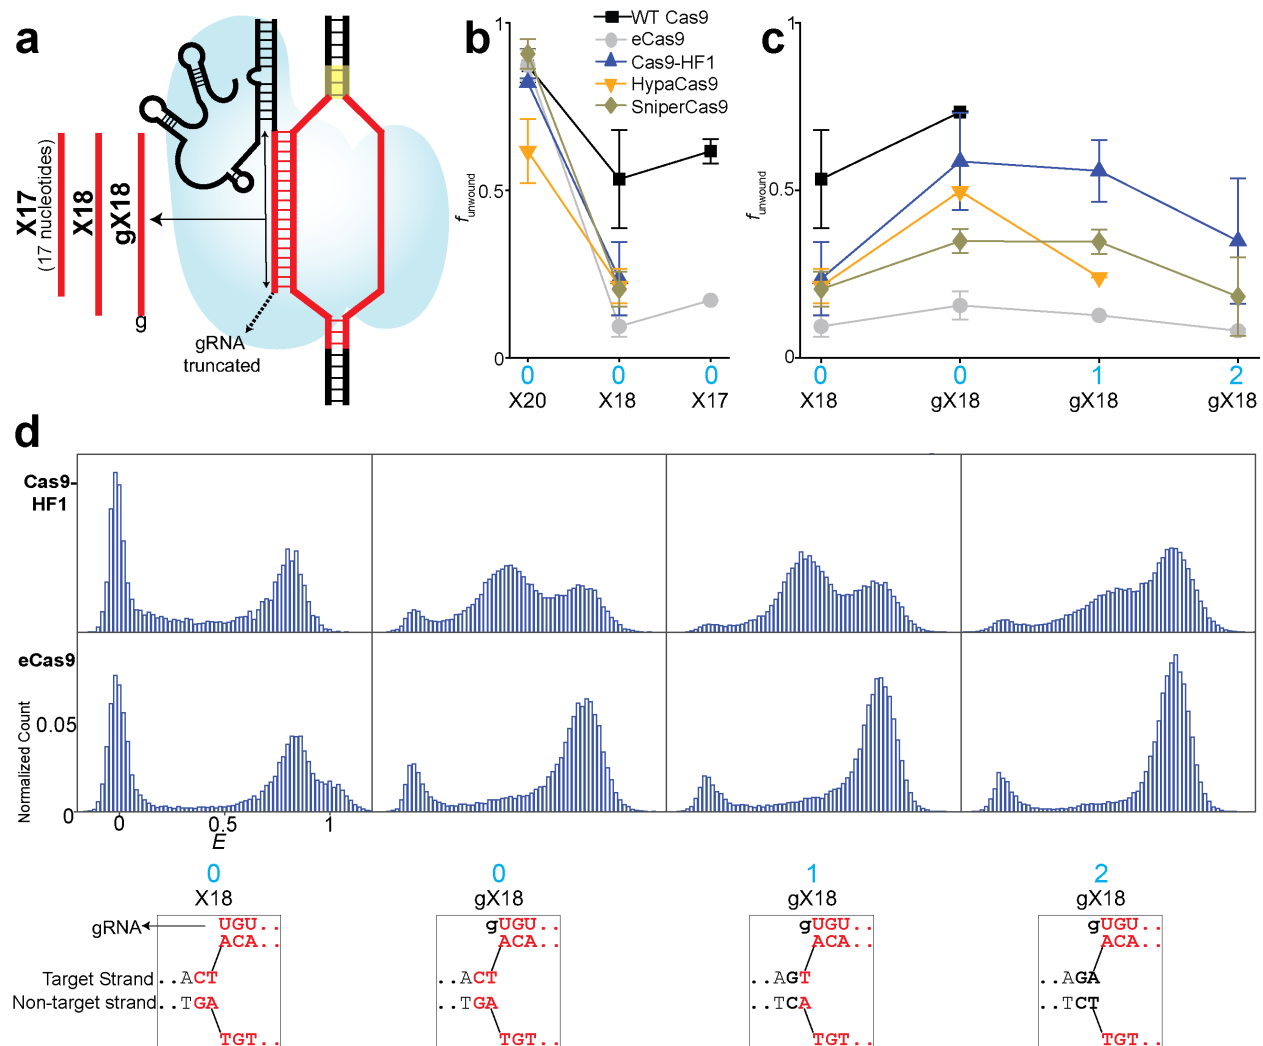 a
X17
(17 nucleotides)
X18
gX18
g
gRNA
truncated
b
WT Cas9
eCas9
Cas9-HF1
HypaCas9
SniperCas9
1
0.5
0
funwound
0 0 0
X20 X18 X17
c
1
0.5
0
funwound
0 0 1 2
X18 gX18 gX18 gX18
d
Cas9-
HF1
eCas9
Normalized Count
0.05
0
0 0.5 1
E
0 0 1 2
X18 gX18 gX18 gX18
gRNA UGU.. gUGU.. gUGU.. gUGU..
ACA.. ACA.. ACA.. ACA..
Target Strand ..ACT ..ACT ..AGT ..AGA
Non-target strand ..TGA ..TGA ..TCA ..TCT
TGT.. TGT.. TGT.. TGT..